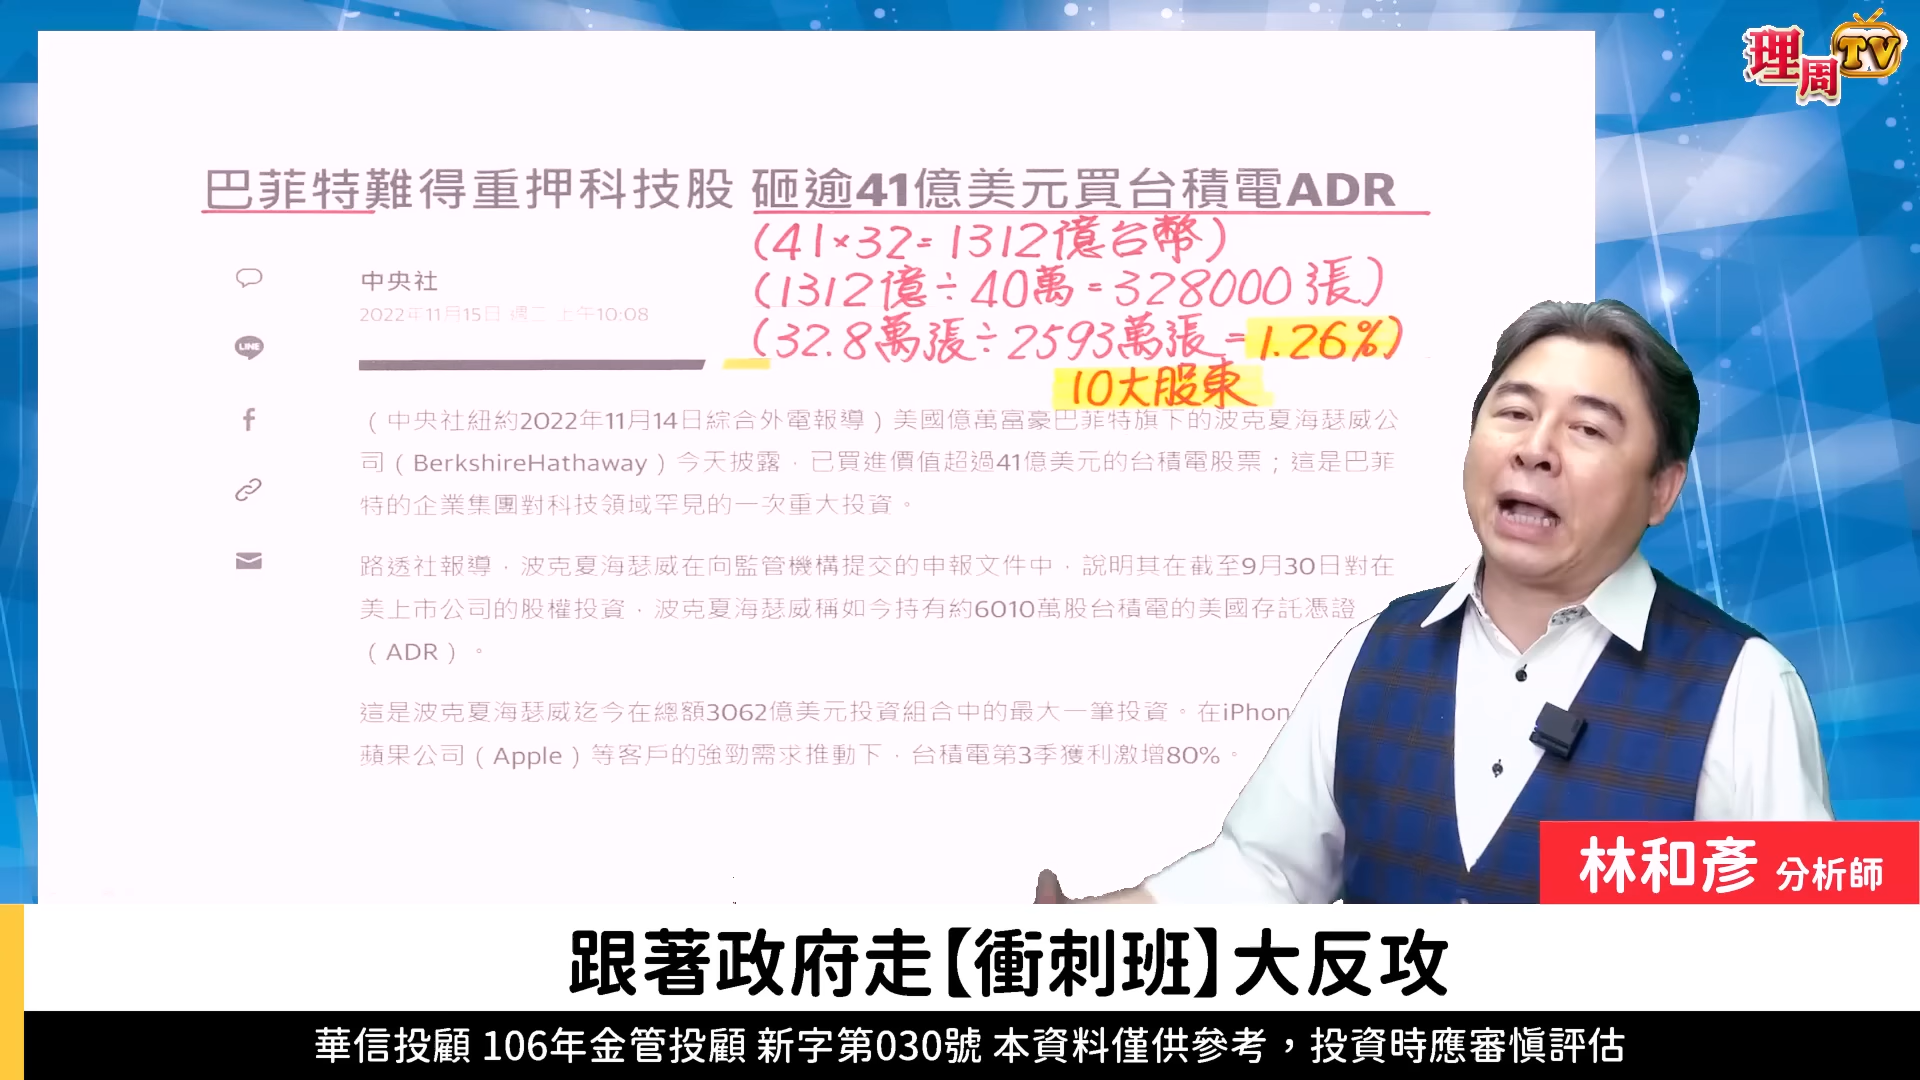 理周TV
巴菲特難得重押科技股 砸逾41億美元買台積電ADR
(41×32=1312億台幣)
中央社
(1312億÷40萬=328000張)
2022年11月15日 週二 上午10:08
(32.8萬張÷2593萬張=1.26%)
10大股東
LINE
(中央社紐約2022年11月14日綜合外電報導)美國億萬富豪巴菲特旗下的波克夏海瑟威公
司(BerkshireHathaway)今天披露,已買進價值超過41億美元的台積電股票;這是巴菲
特的企業集團對科技領域罕見的一次重大投資。
路透社報導,波克夏海瑟威在向監管機構提交的申報文件中,說明其在截至9月30日對在
美上市公司的股權投資,波克夏海瑟威稱如今持有約6010萬股台積電的美國存託憑證
(ADR)。
這是波克夏海瑟威迄今在總額3062億美元投資組合中的最大一筆投資。在iPhon
蘋果公司(Apple)等客戶的強勁需求推動下,台積電第3季獲利激增80%。
林和彥 分析師
跟著政府走【衝刺班】大反攻
華信投顧 106年金管投顧 新字第030號 本資料僅供參考,投資時應審慎評估